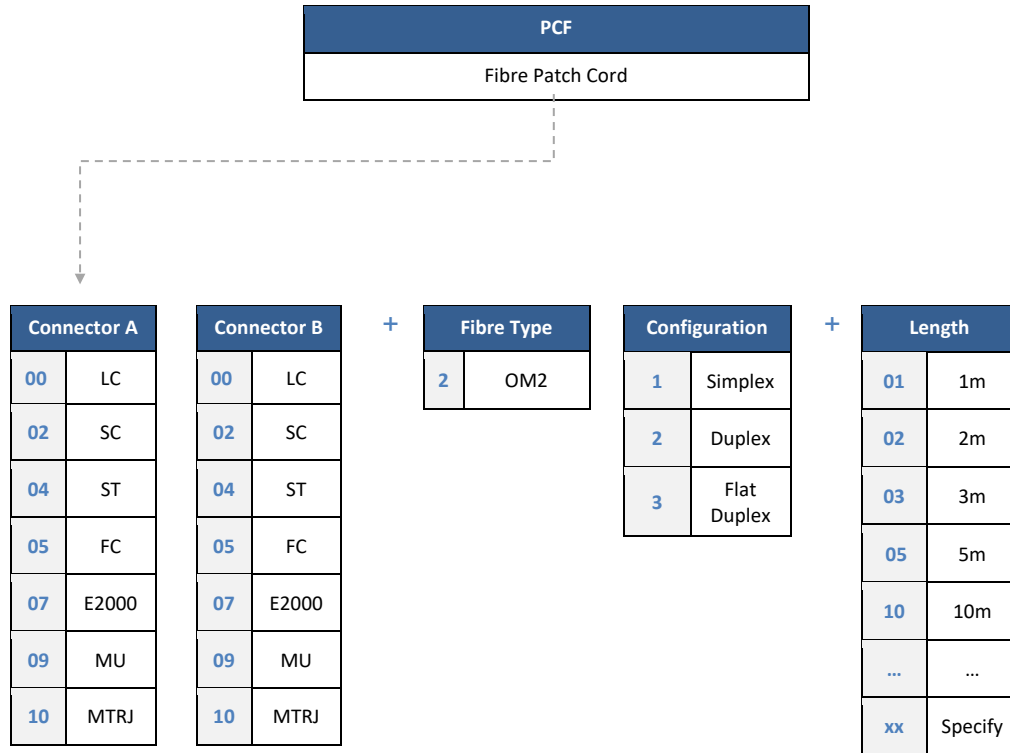 PCF
Fibre Patch Cord
Connector A
00 LC
02 SC
04 ST
05 FC
07 E2000
09 MU
10 MTRJ
Connector B
00 LC
02 SC
04 ST
05 FC
07 E2000
09 MU
10 MTRJ
+
Fibre Type
2 OM2
Configuration
1 Simplex
2 Duplex
3 Flat
Duplex
+
Length
01 1m
02 2m
03 3m
05 5m
10 10m
... ...
xx Specify